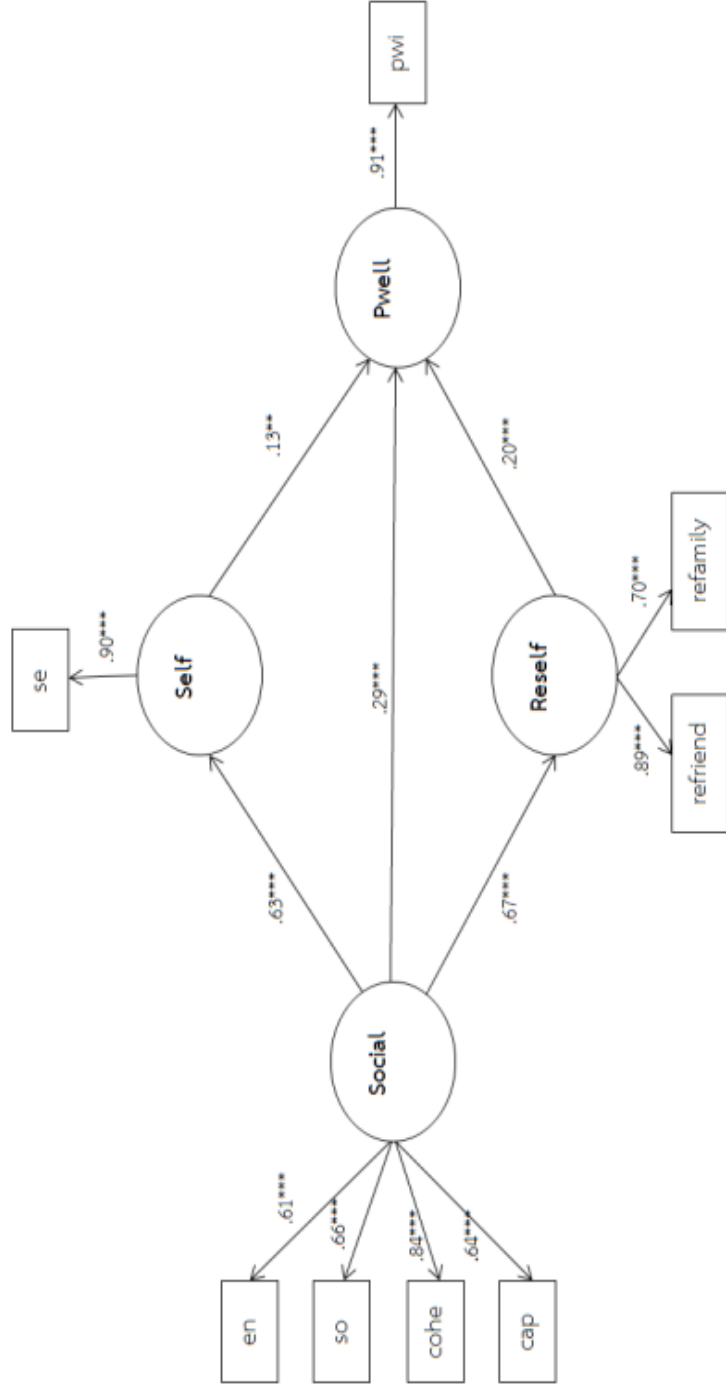 se
.90***
Self
.63***
.13**
en
so
cohe
cap
.61***
.66***
.84***
.64***
Social
.29***
Pwell
.91***
pwi
.67***
.20***
Reself
.89***
.70***
refriend
refamily